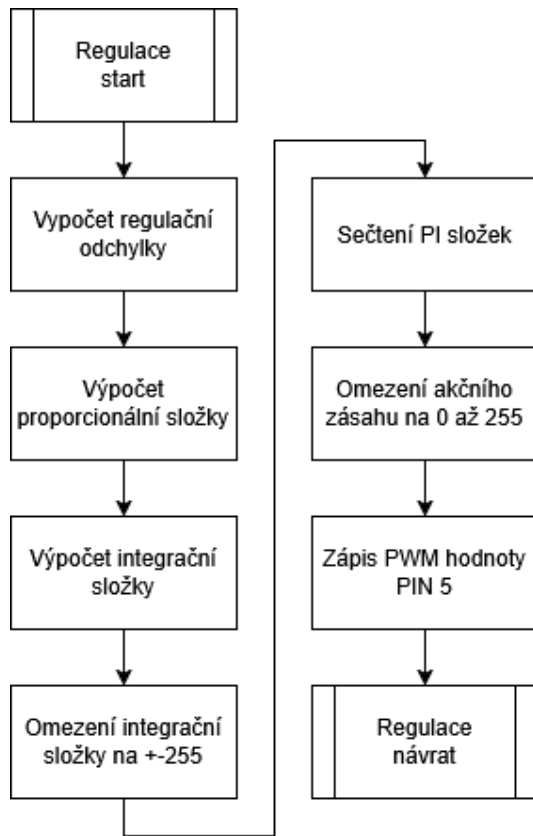 Regulace
start
Vypočet regulační
odchylky
Výpočet
proporcionální složky
Výpočet integrační
složky
Omezení integrační
složky na +-255
Sečtení PI složek
Omezení akčního
zásahu na 0 až 255
Zápis PWM hodnoty
PIN 5
Regulace
návrat